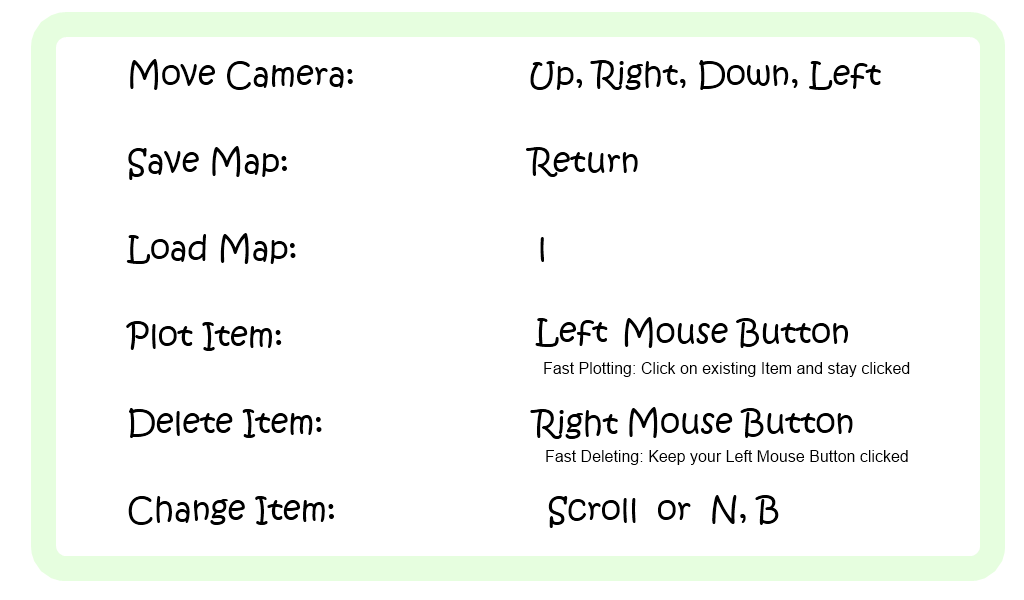 Move Camera: Up, Right, Down, Left
Save Map: Return
Load Map: l
Plot Item: Left Mouse Button
Fast Plotting: Click on existing Item and stay clicked
Delete Item: Right Mouse Button
Fast Deleting: Keep your Left Mouse Button clicked
Change Item: Scroll or N, B